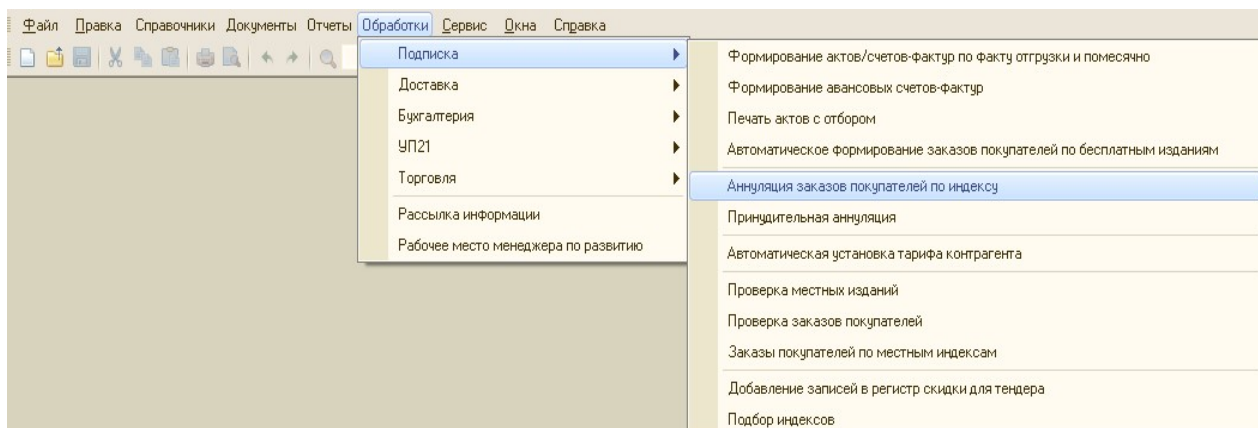 Файл Правка Справочники Документы Отчеты Обработки Сервис Окна Справка
Подписка
Доставка
Бухгалтерия
УП21
Торговля
Рассылка информации
Рабочее место менеджера по развитию
Формирование актов/счетов-фактур по факту отгрузки и помесячно
Формирование авансовых счетов-фактур
Печать актов с отбором
Автоматическое формирование заказов покупателей по бесплатным изданиям
Аннуляция заказов покупателей по индексу
Принудительная аннуляция
Автоматическая установка тарифа контрагента
Проверка местных изданий
Проверка заказов покупателей
Заказы покупателей по местным индексам
Добавление записей в регистр скидки для тендера
Подбор индексов